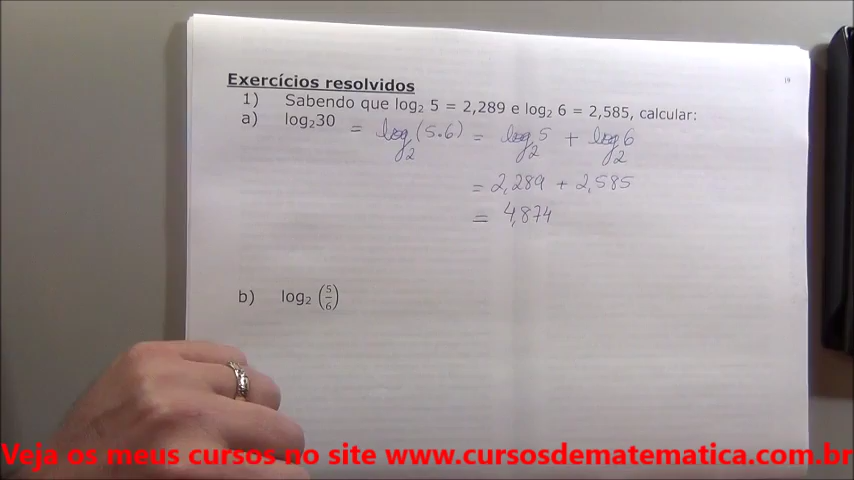 19
Exercícios resolvidos
1) Sabendo que log₂ 5 = 2,289 e log₂ 6 = 2,585, calcular:
a) log₂30 = log₂(5.6) = log₂5 + log₂6
= 2,289 + 2,585
= 4,874
b) log₂ (5/6)
Veja os meus cursos no site www.cursosdematematica.com.br